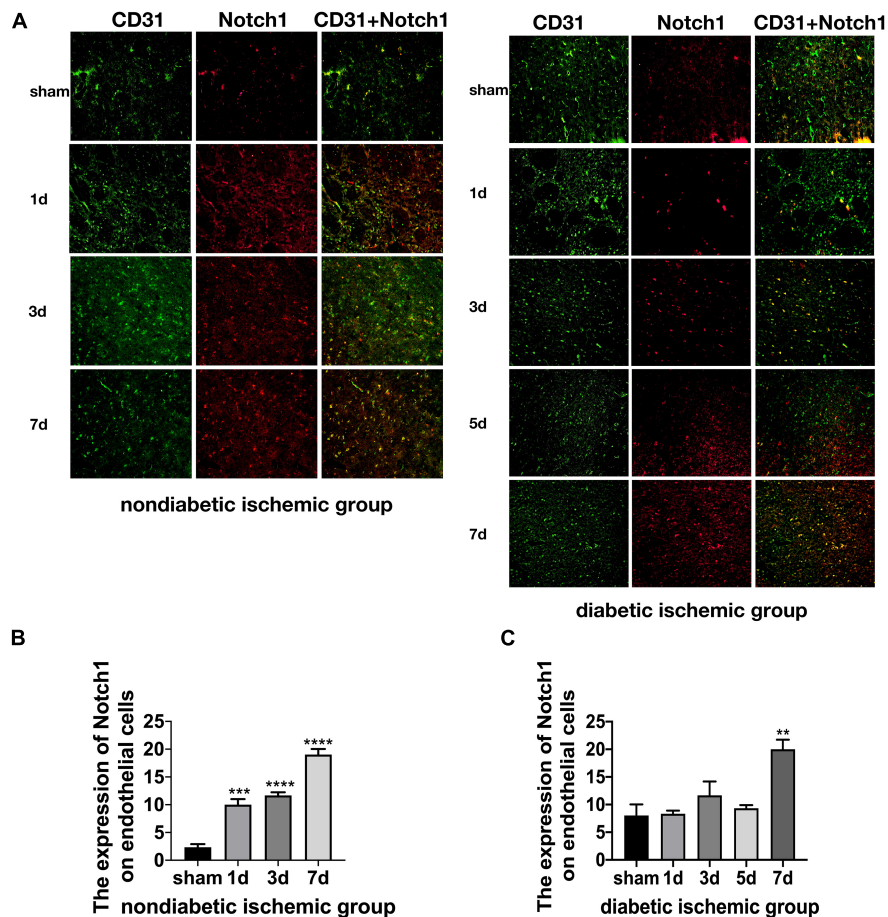 A
CD31 Notch1 CD31+Notch1
sham
1d
3d
7d
nondiabetic ischemic group
CD31 Notch1 CD31+Notch1
sham
1d
3d
5d
7d
diabetic ischemic group
B
The expression of Notch1
on endothelial cells
25
20
15
10
5
0
***
****
****
sham 1d 3d 7d
nondiabetic ischemic group
C
The expression of Notch1
on endothelial cells
25
20
15
10
5
0
**
sham 1d 3d 5d 7d
diabetic ischemic group